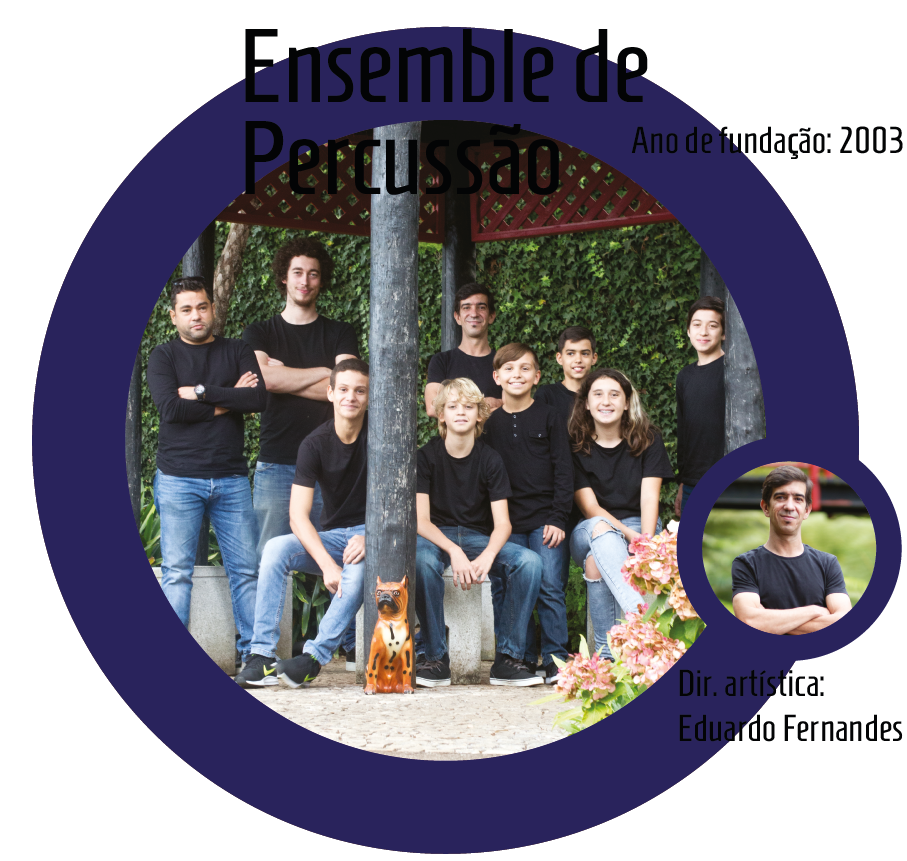 Ensemble de
Percussão
Ano de fundação: 2003
Dir. artística:
Eduardo Fernandes